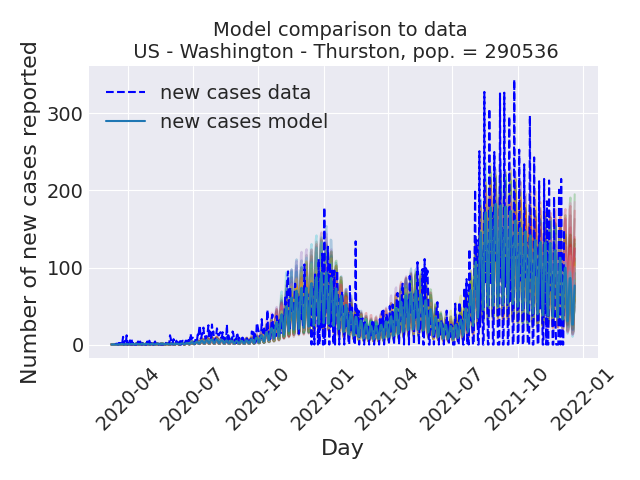 Model comparison to data
US - Washington - Thurston, pop. = 290536
Number of new cases reported
300
200
100
0
new cases data
new cases model
2020-04
2020-07
2020-10
2021-01
2021-04
2021-07
2021-10
2022-01
Day